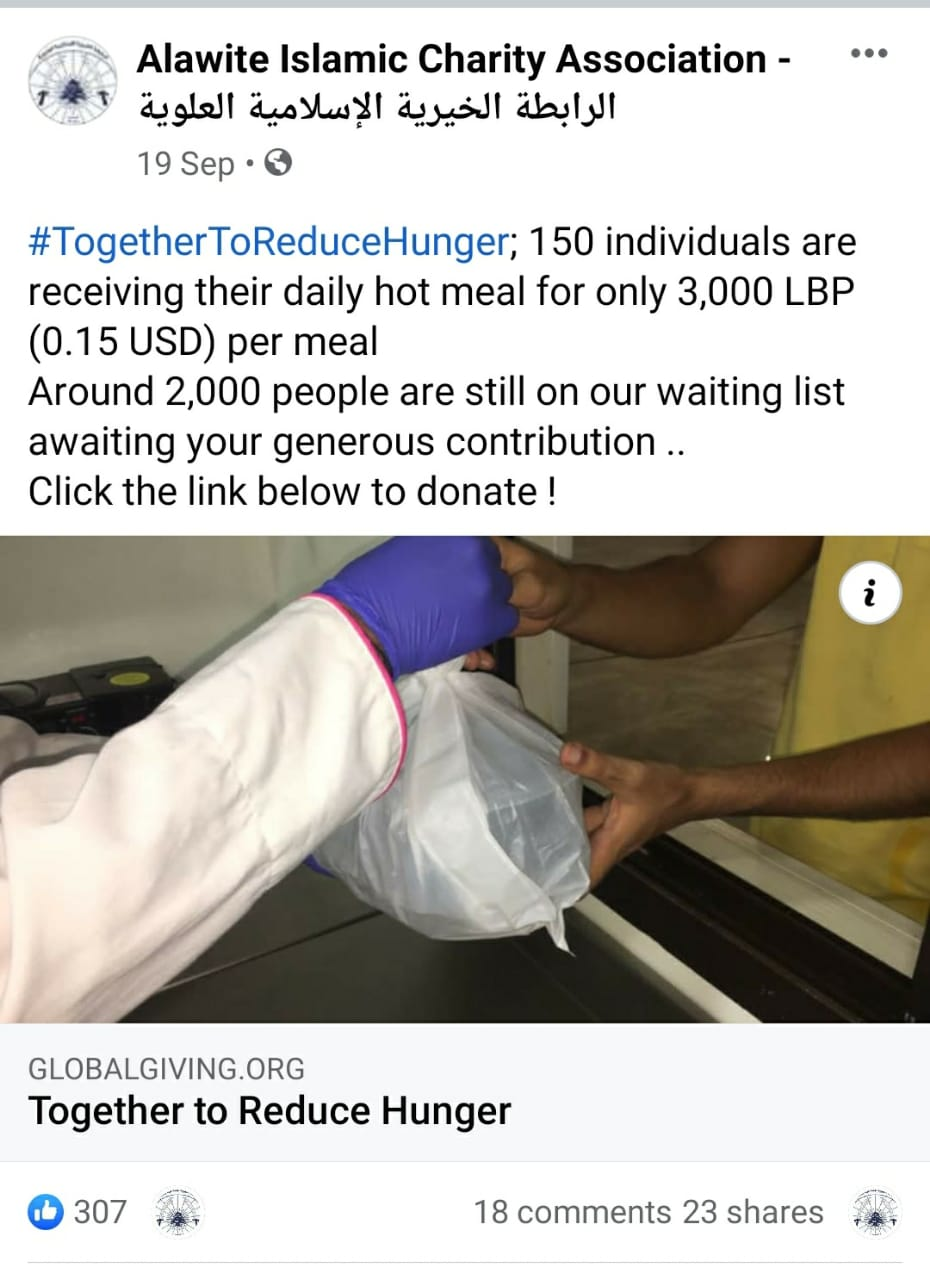 Alawite Islamic Charity Association -
الرابطة الخيرية الإسلامية العلوية
19 Sep •
#TogetherToReduceHunger; 150 individuals are
receiving their daily hot meal for only 3,000 LBP
(0.15 USD) per meal
Around 2,000 people are still on our waiting list
awaiting your generous contribution ..
Click the link below to donate !
GLOBALGIVING.ORG
Together to Reduce Hunger
307
18 comments 23 shares